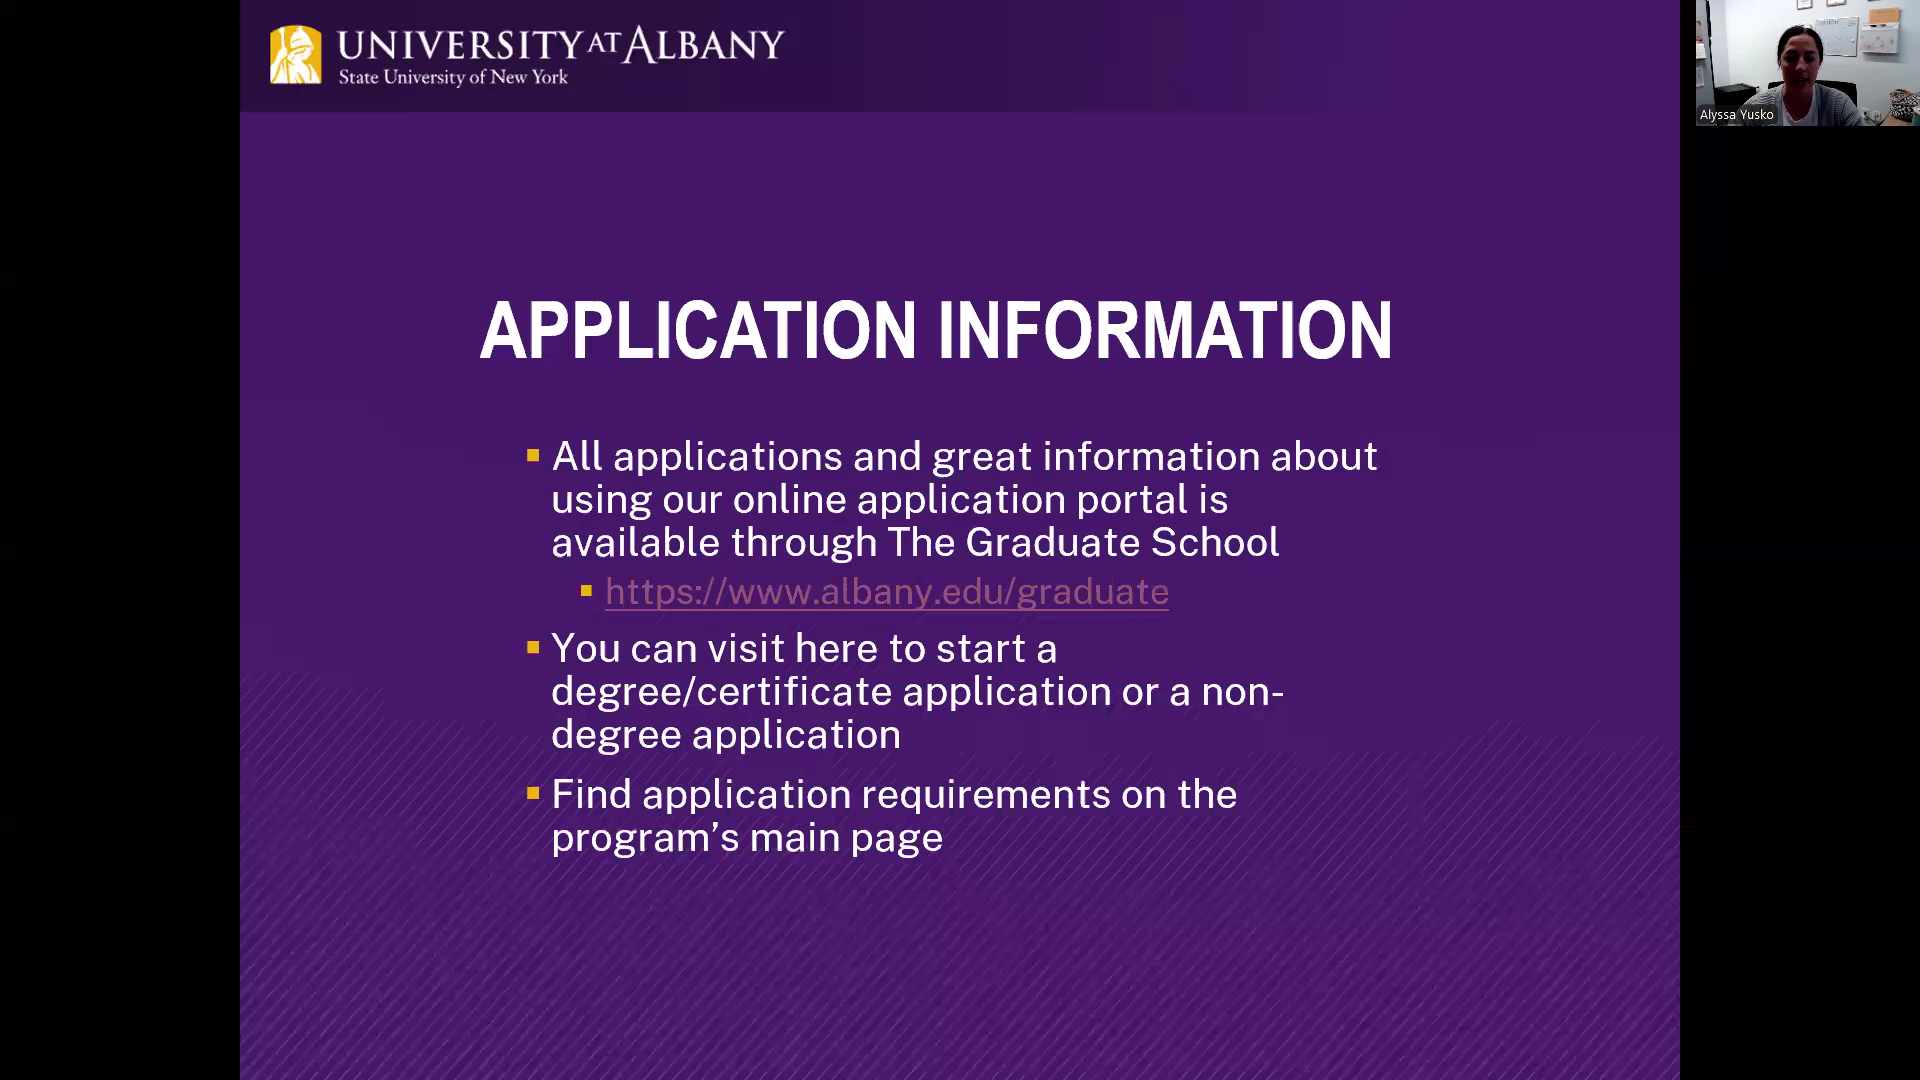 UNIVERSITY AT ALBANY
State University of New York
Alyssa Yusko
APPLICATION INFORMATION
All applications and great information about
using our online application portal is
available through The Graduate School
https://www.albany.edu/graduate
You can visit here to start a
degree/certificate application or a non-
degree application
Find application requirements on the
program’s main page